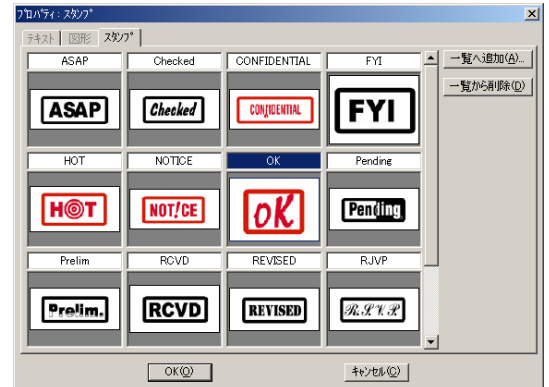 ﾌﾟﾛﾊﾟﾃｨ : ｽﾀﾝﾌﾟ
テキスト 図形 スタンプ
ASAP Checked CONFIDENTIAL FYI 一覧へ追加(A)...
一覧から削除(D)
ASAP Checked CONFIDENTIAL FYI
HOT NOTICE OK Pending
HOT NOT!CE OK Pending
Prelim RCVD REVISED RJVP
Prelim. RCVD REVISED R.S.V.P.
OK(O) キャンセル(C)